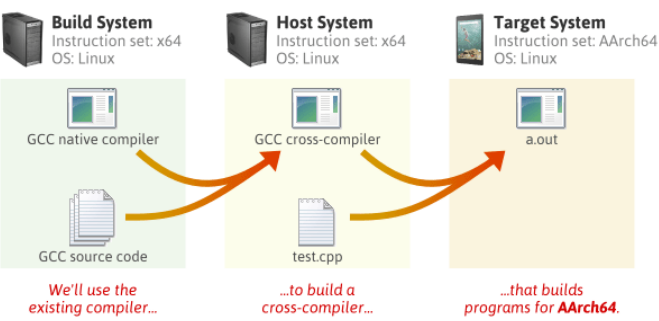 Build System
Instruction set: x64
OS: Linux
Host System
Instruction set: x64
OS: Linux
Target System
Instruction set: AArch64
OS: Linux
GCC native compiler
GCC cross-compiler
a.out
GCC source code
test.cpp
We'll use the
existing compiler...
...to build a
cross-compiler...
...that builds
programs for AArch64.